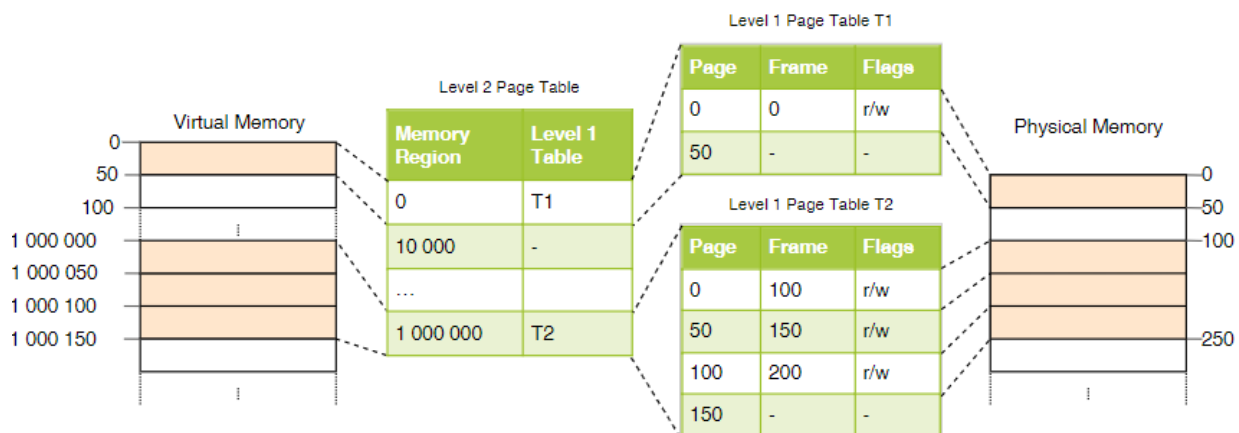 Level 1 Page Table T1
Page Frame Flags
0 0 r/w
50 - -
Level 2 Page Table
Memory Region Level 1 Table
0 T1
10 000 -
...
1 000 000 T2
Virtual Memory
0
50
100
1 000 000
1 000 050
1 000 100
1 000 150
Level 1 Page Table T2
Page Frame Flags
0 100 r/w
50 150 r/w
100 200 r/w
150 - -
Physical Memory
0
50
100
250